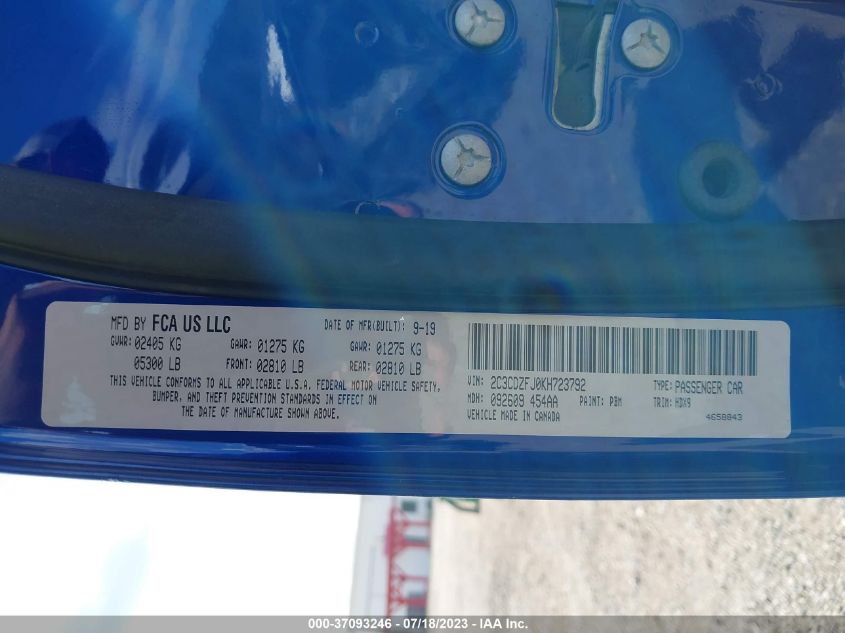 MFD BY FCA US LLC DATE OF MFR(BUILT): 9-19
GVWR: 02405 KG GAWR: 01275 KG GAWR: 01275 KG
05300 LB FRONT: 02810 LB REAR: 02810 LB
THIS VEHICLE CONFORMS TO ALL APPLICABLE U.S.A. FEDERAL MOTOR VEHICLE SAFETY,
BUMPER, AND THEFT PREVENTION STANDARDS IN EFFECT ON
THE DATE OF MANUFACTURE SHOWN ABOVE.
VIN: 2C3CDZFJ0KH723792 TYPE: PASSENGER CAR
MDH: 092609 454AA PAINT: PBM TRIM: HDX9
VEHICLE MADE IN CANADA 4658843
000-37093246 - 07/18/2023 - IAA Inc.